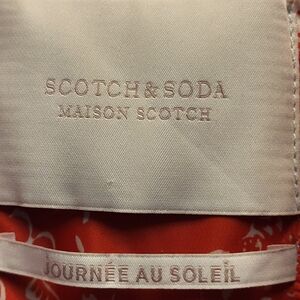 SCOTCH & SODA
MAISON SCOTCH
JOURNÉE AU SOLEIL